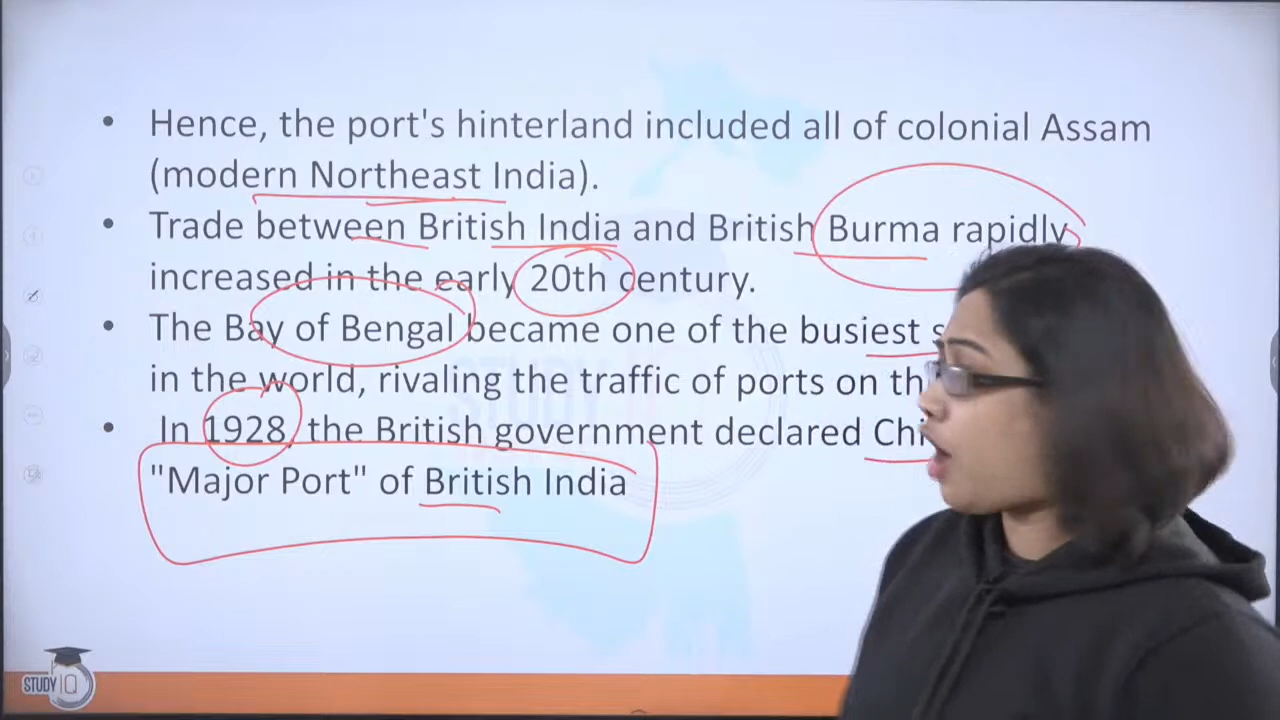 • Hence, the port's hinterland included all of colonial Assam
(modern Northeast India).
• Trade between British India and British Burma rapidly
increased in the early 20th century.
• The Bay of Bengal became one of the busiest
in the world, rivaling the traffic of ports on
• In 1928, the British government declared
"Major Port" of British India
STUDY IQ